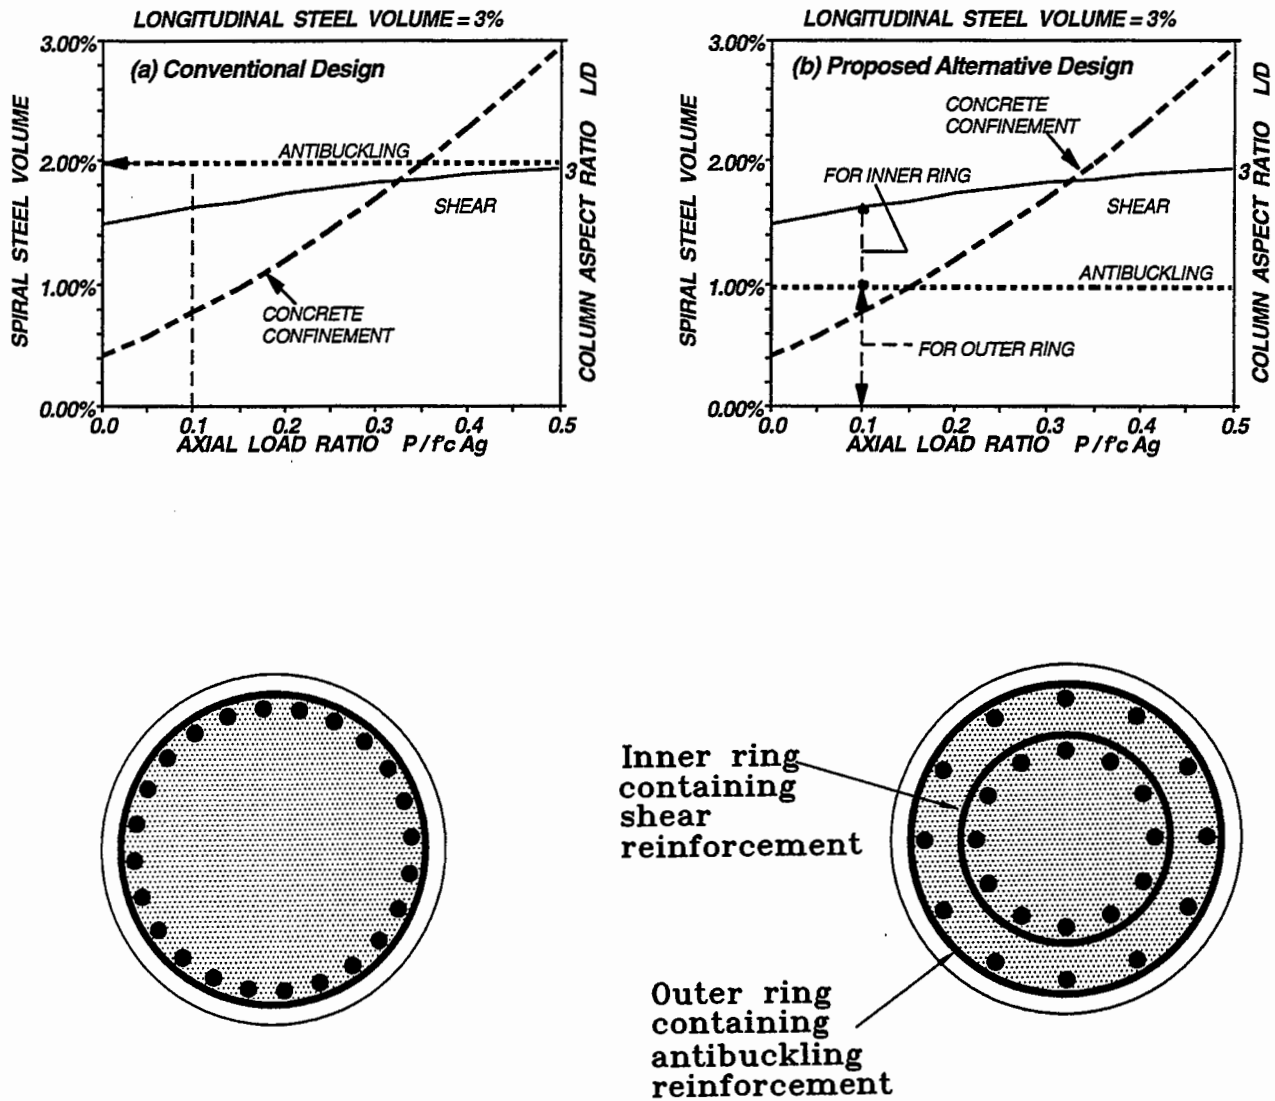 LONGITUDINAL STEEL VOLUME = 3%
3.00%
(a) Conventional Design
SPIRAL STEEL VOLUME
COLUMN ASPECT RATIO L/D
ANTIBUCKLING
2.00%
3
SHEAR
1.00%
CONCRETE
CONFINEMENT
0.00%
0.0 0.1 0.2 0.3 0.4 0.5
AXIAL LOAD RATIO P/f'c Ag
LONGITUDINAL STEEL VOLUME = 3%
3.00%
(b) Proposed Alternative Design
SPIRAL STEEL VOLUME
COLUMN ASPECT RATIO L/D
CONCRETE
CONFINEMENT
2.00%
FOR INNER RING
3
SHEAR
ANTIBUCKLING
1.00%
FOR OUTER RING
0.00%
0.0 0.1 0.2 0.3 0.4 0.5
AXIAL LOAD RATIO P/f'c Ag
Inner ring
containing
shear
reinforcement
Outer ring
containing
antibuckling
reinforcement